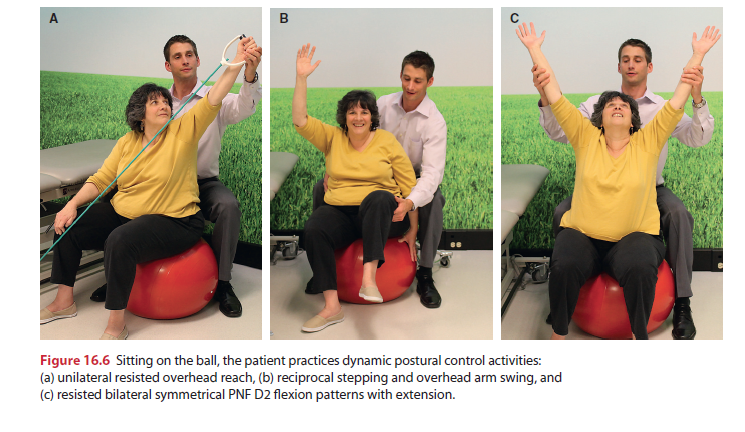 A
B
C
Figure 16.6 Sitting on the ball, the patient practices dynamic postural control activities:
(a) unilateral resisted overhead reach, (b) reciprocal stepping and overhead arm swing, and
(c) resisted bilateral symmetrical PNF D2 flexion patterns with extension.